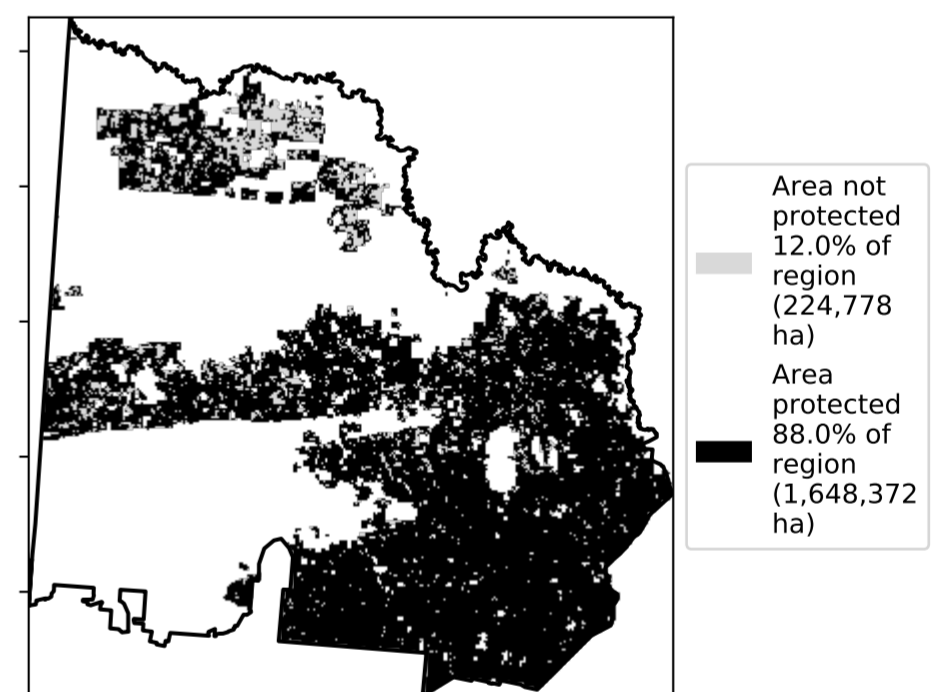 Area not
protected
12.0% of
region
(224,778
ha)
Area
protected
88.0% of
region
(1,648,372
ha)